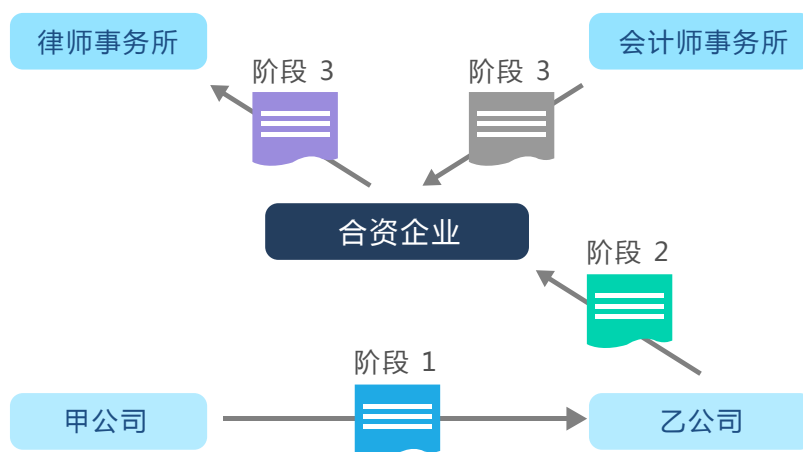 律师事务所
会计师事务所
阶段 3
阶段 3
合资企业
阶段 2
阶段 1
甲公司
乙公司